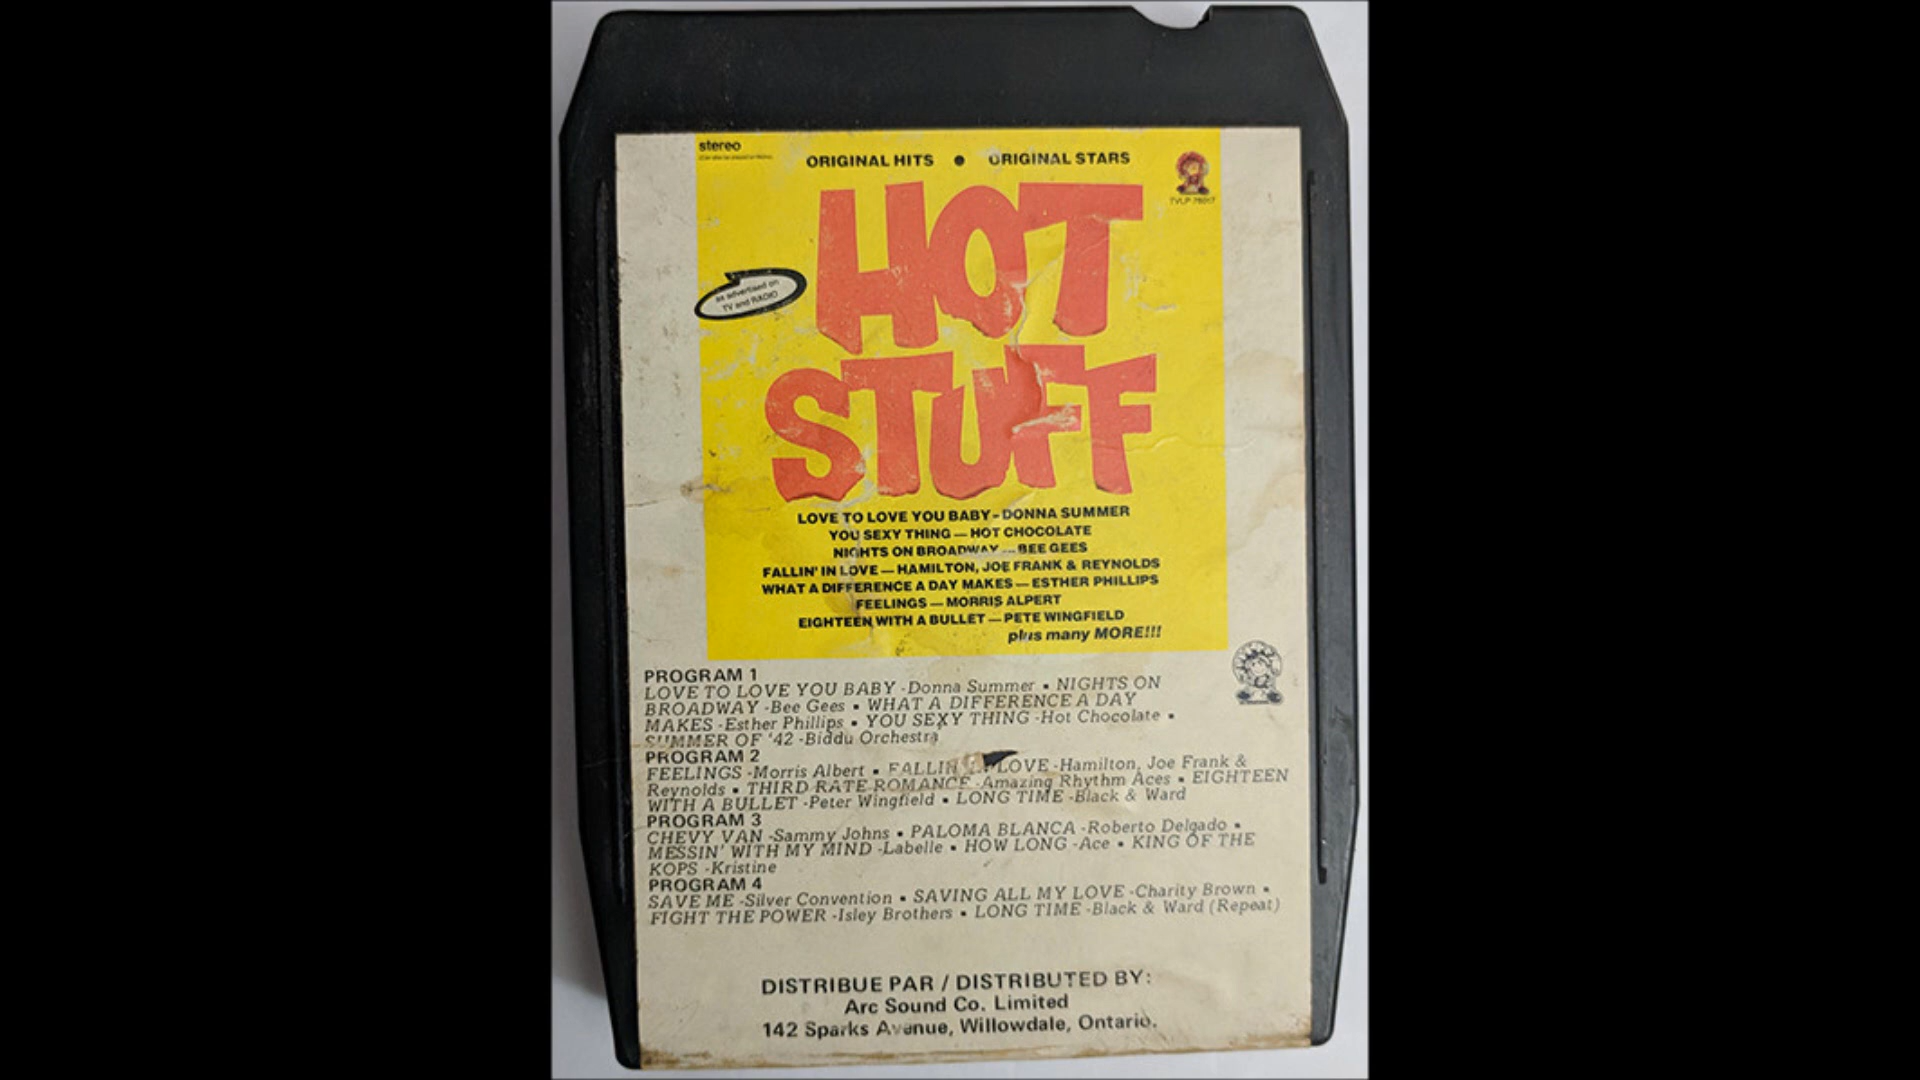 stereo
ORIGINAL HITS • ORIGINAL STARS
TVLP-76017
HOT
STUFF
as advertised on
TV and RADIO
LOVE TO LOVE YOU BABY - DONNA SUMMER
YOU SEXY THING — HOT CHOCOLATE
NIGHTS ON BROADWAY — BEE GEES
FALLIN' IN LOVE — HAMILTON, JOE FRANK & REYNOLDS
WHAT A DIFFERENCE A DAY MAKES — ESTHER PHILLIPS
FEELINGS — MORRIS ALPERT
EIGHTEEN WITH A BULLET — PETE WINGFIELD
plus many MORE!!!
PROGRAM 1
LOVE TO LOVE YOU BABY -Donna Summer ▪ NIGHTS ON
BROADWAY -Bee Gees ▪ WHAT A DIFFERENCE A DAY
MAKES -Esther Phillips ▪ YOU SEXY THING -Hot Chocolate ▪
SUMMER OF '42 -Biddu Orchestra
PROGRAM 2
FEELINGS -Morris Albert ▪ FALLIN LOVE -Hamilton, Joe Frank &
Reynolds ▪ THIRD RATE ROMANCE -Amazing Rhythm Aces ▪ EIGHTEEN
WITH A BULLET -Peter Wingfield ▪ LONG TIME -Black & Ward
PROGRAM 3
CHEVY VAN -Sammy Johns ▪ PALOMA BLANCA -Roberto Delgado ▪
MESSIN' WITH MY MIND -Labelle ▪ HOW LONG -Ace ▪ KING OF THE
KOPS -Kristine
PROGRAM 4
SAVE ME -Silver Convention ▪ SAVING ALL MY LOVE -Charity Brown ▪
FIGHT THE POWER -Isley Brothers ▪ LONG TIME -Black & Ward (Repeat)
DISTRIBUE PAR / DISTRIBUTED BY:
Arc Sound Co. Limited
142 Sparks Avenue, Willowdale, Ontario.